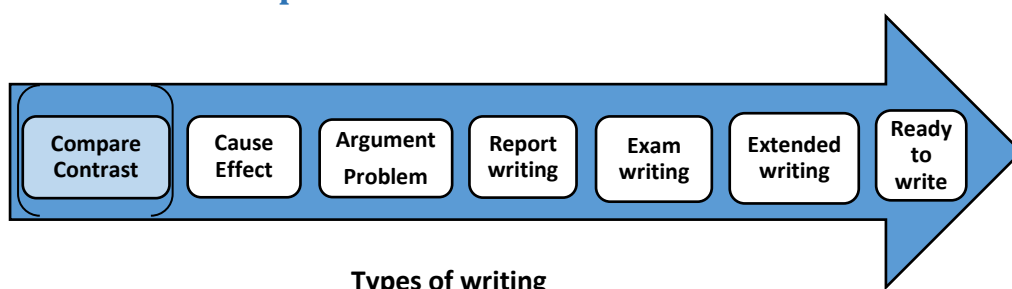 Compare
Contrast
Cause
Effect
Argument
Problem
Report
writing
Exam
writing
Extended
writing
Ready
to
write
Types of writing